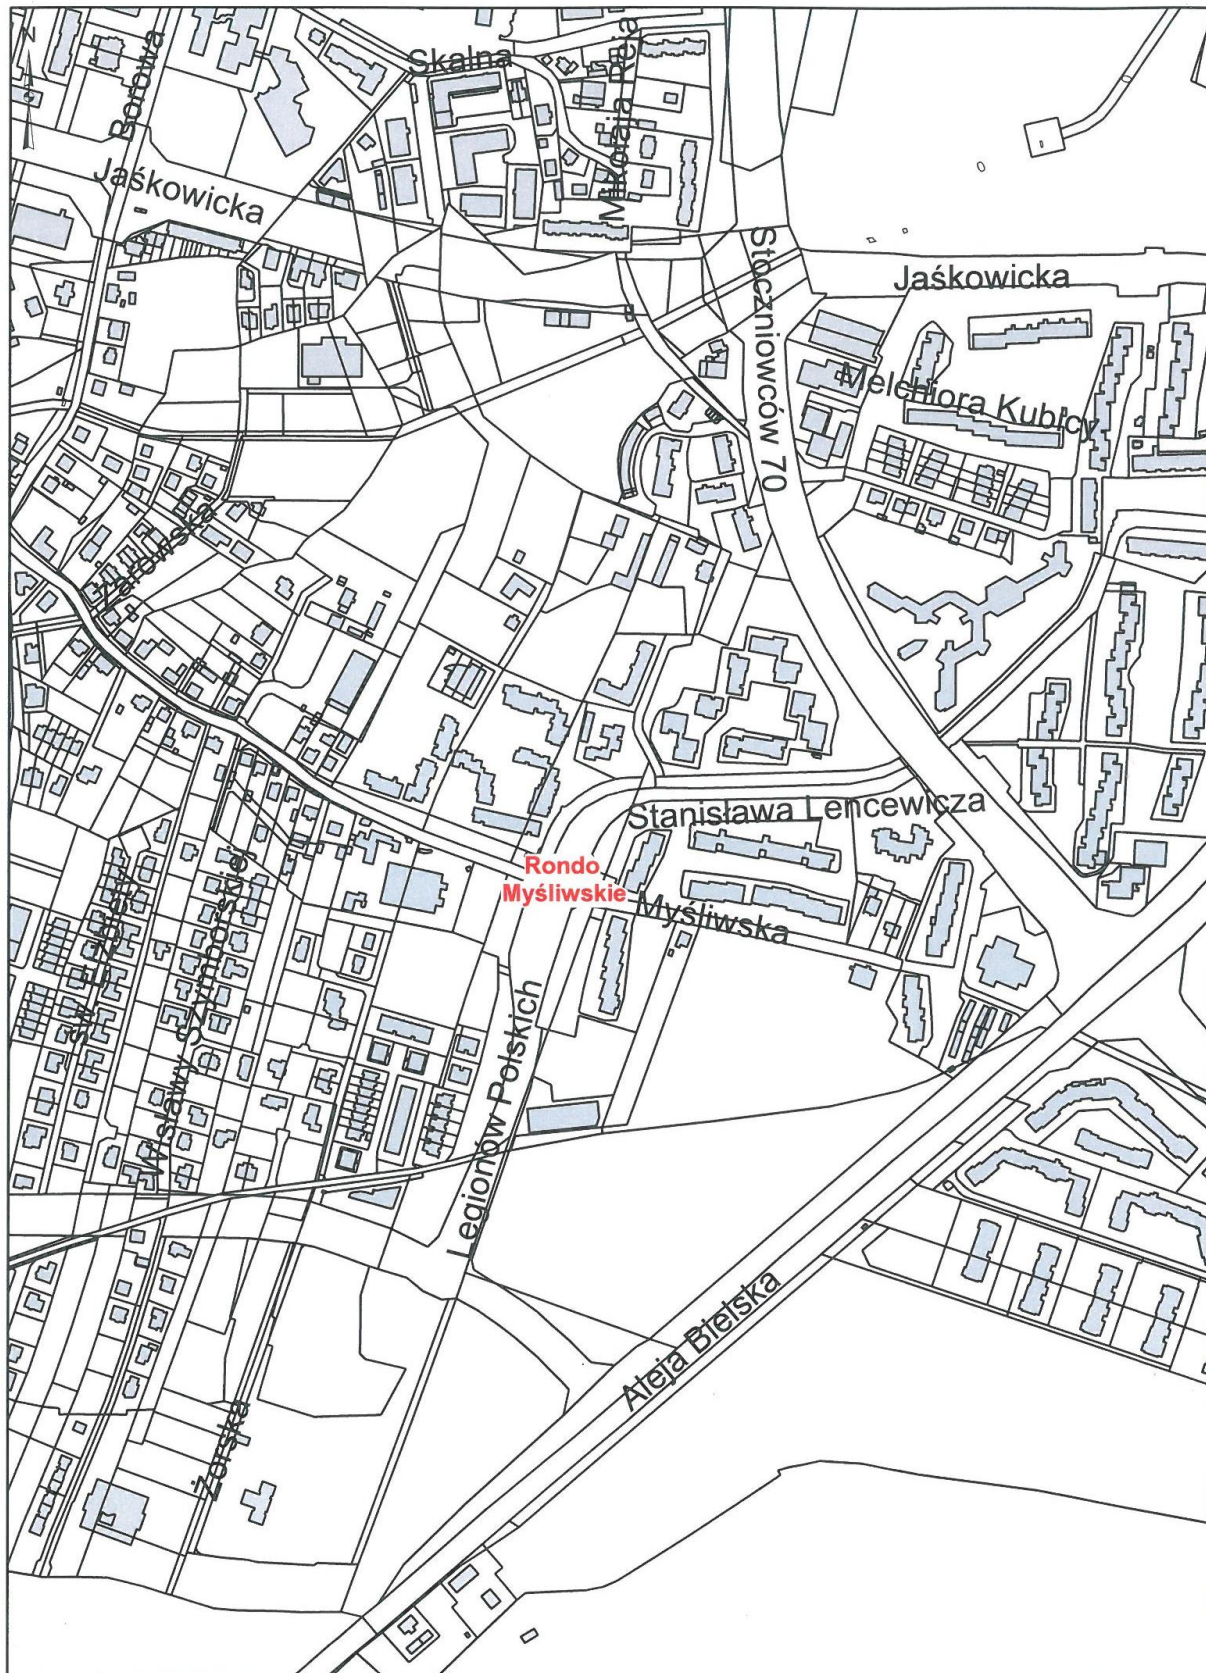 N
Skalna
Mikołaja Reja
Borowa
Jaśkowicka
Stoczniowców 70
Jaśkowicka
Melchiora Kubicy
Żarowska
Stanisława Lencewicza
Rondo
Myśliwskie
Myśliwska
Wisławy Szymborskiej
Legionów Polskich
Aleja Bielska
Żorska